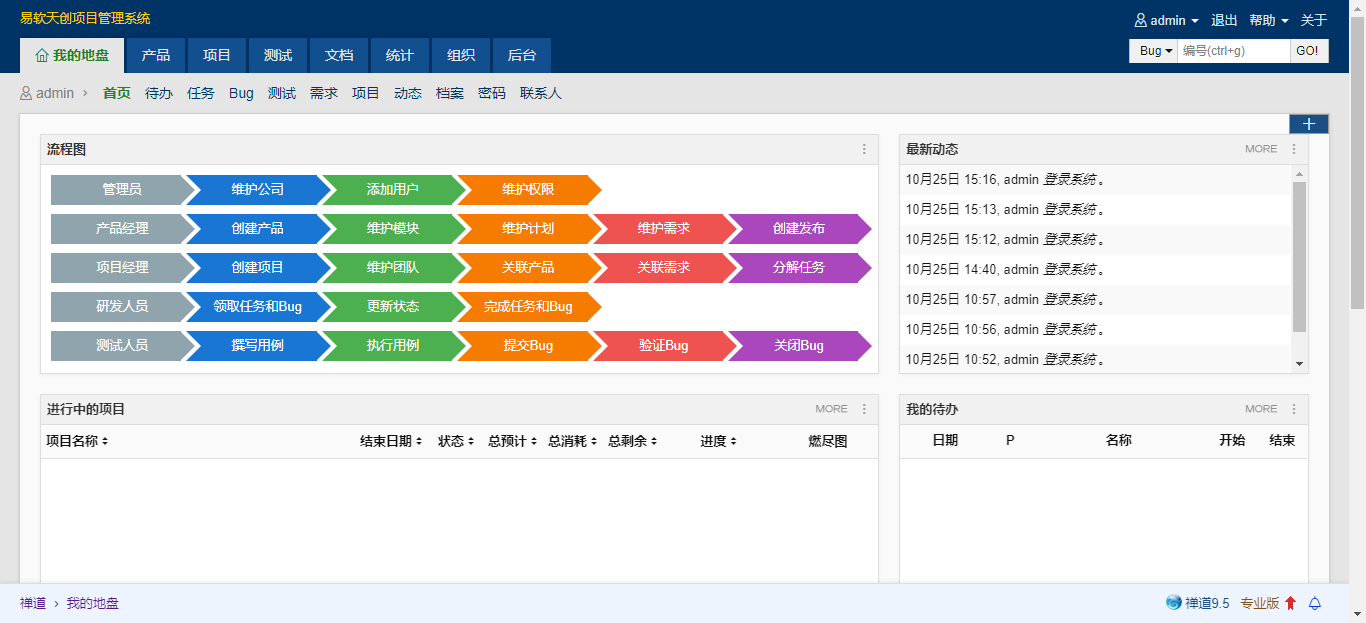 易软天创项目管理系统
admin 退出 帮助 关于
我的地盘 产品 项目 测试 文档 统计 组织 后台
Bug 编号(ctrl+g) GO!
admin › 首页 待办 任务 Bug 测试 需求 项目 动态 档案 密码 联系人
流程图
管理员 维护公司 添加用户 维护权限
产品经理 创建产品 维护模块 维护计划 维护需求 创建发布
项目经理 创建项目 维护团队 关联产品 关联需求 分解任务
研发人员 领取任务和Bug 更新状态 完成任务和Bug
测试人员 撰写用例 执行用例 提交Bug 验证Bug 关闭Bug
最新动态 MORE
10月25日 15:16, admin 登录系统 。
10月25日 15:13, admin 登录系统 。
10月25日 15:12, admin 登录系统 。
10月25日 14:40, admin 登录系统 。
10月25日 10:57, admin 登录系统 。
10月25日 10:56, admin 登录系统 。
10月25日 10:52, admin 登录系统 。
进行中的项目 MORE
项目名称 结束日期 状态 总预计 总消耗 总剩余 进度 燃尽图
我的待办 MORE
日期 P 名称 开始 结束
禅道 › 我的地盘
禅道9.5 专业版